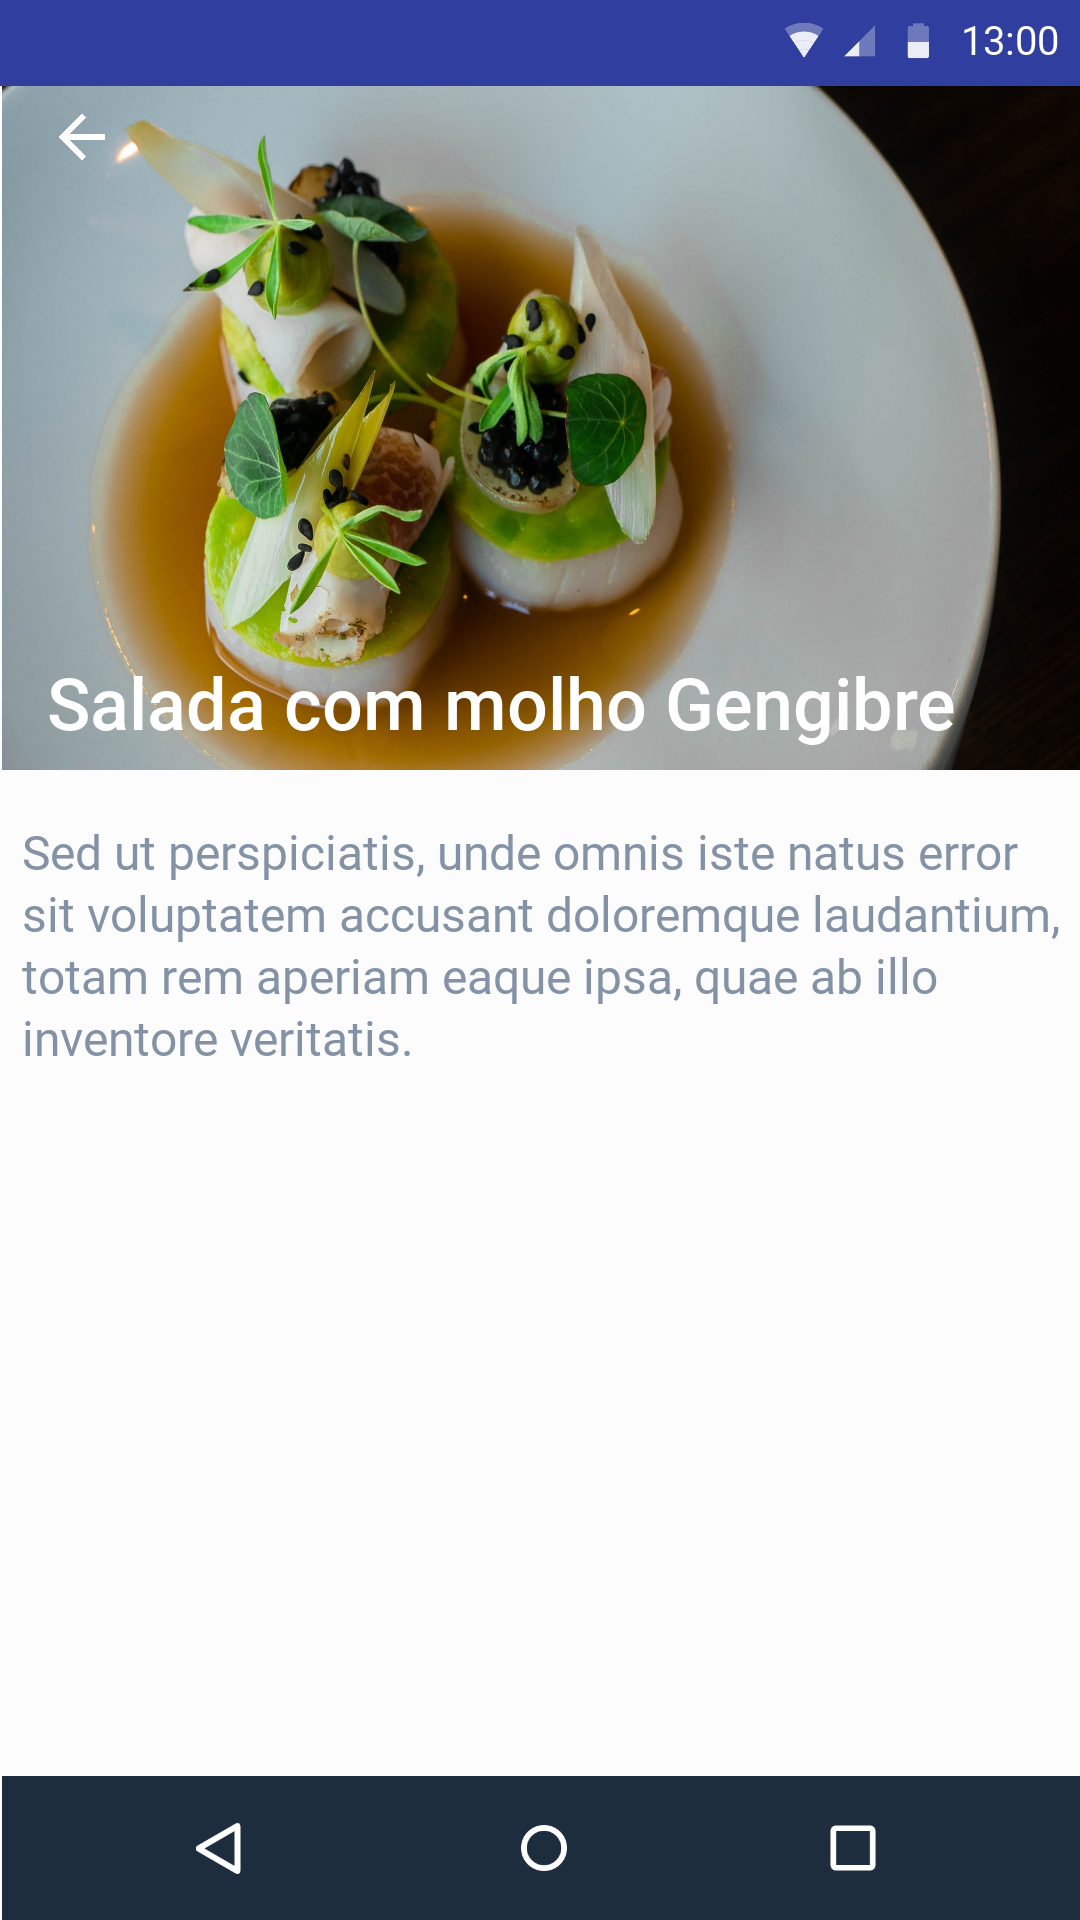 13:00
Salada com molho Gengibre
Sed ut perspiciatis, unde omnis iste natus error
sit voluptatem accusant doloremque laudantium,
totam rem aperiam eaque ipsa, quae ab illo
inventore veritatis.